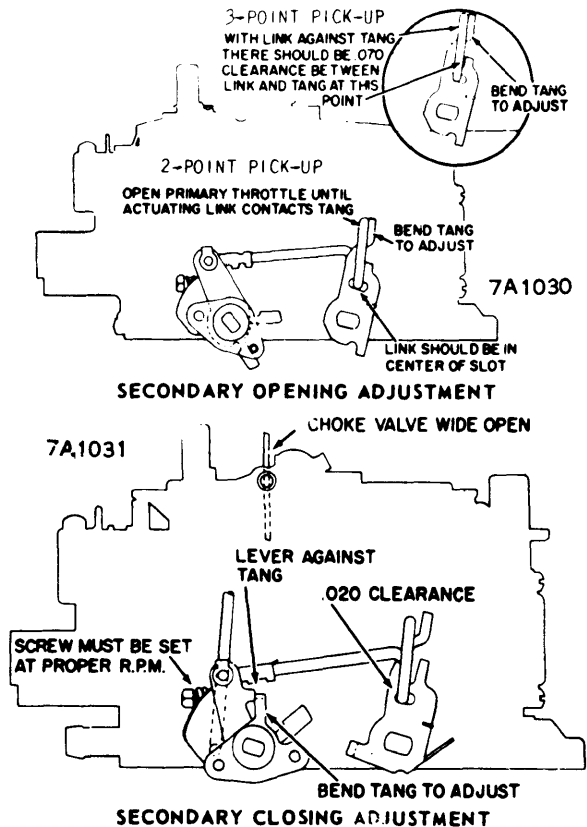 3-POINT PICK-UP
WITH LINK AGAINST TANG
THERE SHOULD BE .070
CLEARANCE BETWEEN
LINK AND TANG AT THIS
POINT
BEND TANG
TO ADJUST
2-POINT PICK-UP
OPEN PRIMARY THROTTLE UNTIL
ACTUATING LINK CONTACTS TANG
BEND TANG
TO ADJUST
7A1030
LINK SHOULD BE IN
CENTER OF SLOT
SECONDARY OPENING ADJUSTMENT
CHOKE VALVE WIDE OPEN
7A1031
LEVER AGAINST
TANG
.020 CLEARANCE
SCREW MUST BE SET
AT PROPER R.P.M.
BEND TANG TO ADJUST
SECONDARY CLOSING ADJUSTMENT